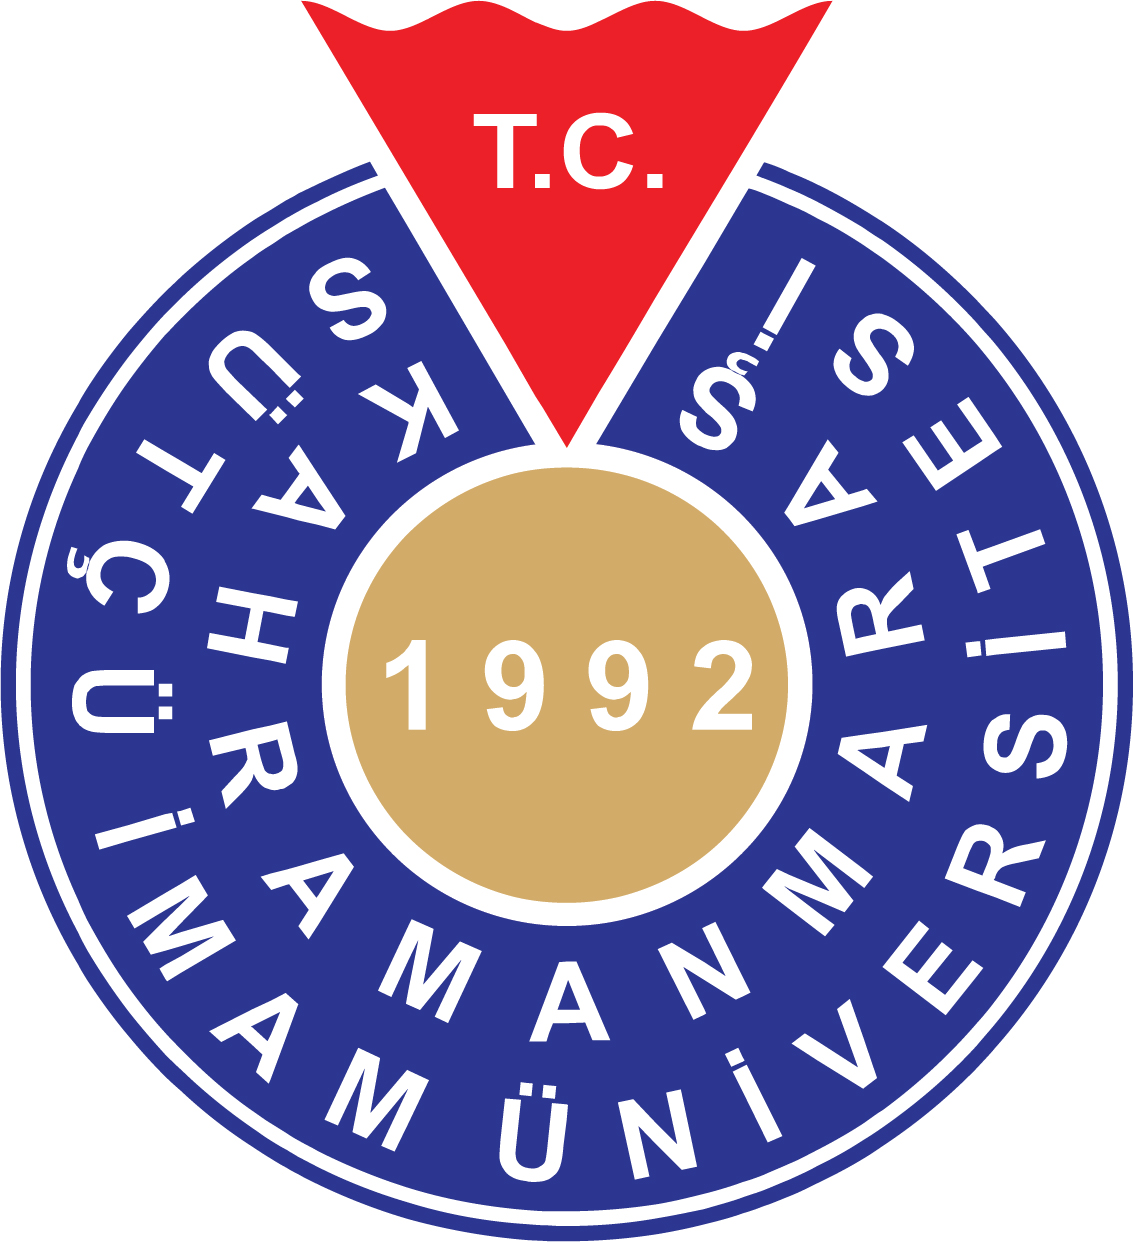 T.C.
KAHRAMANMARAŞ
SÜTÇÜ İMAM ÜNİVERSİTESİ
1992